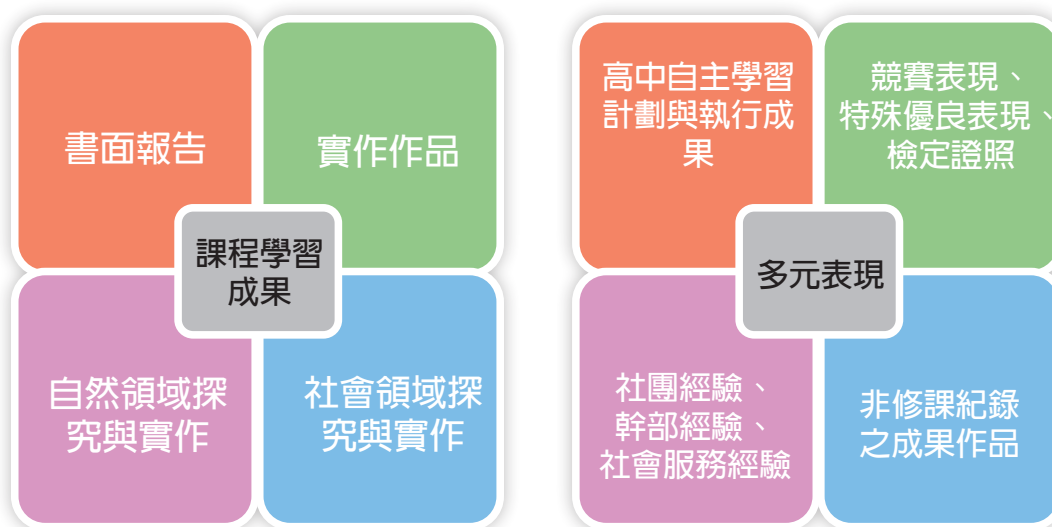 書面報告
實作作品
課程學習
成果
自然領域探
究與實作
社會領域探
究與實作
高中自主學習
計劃與執行成
果
競賽表現、
特殊優良表現、
檢定證照
多元表現
社團經驗、
幹部經驗、
社會服務經驗
非修課紀錄
之成果作品